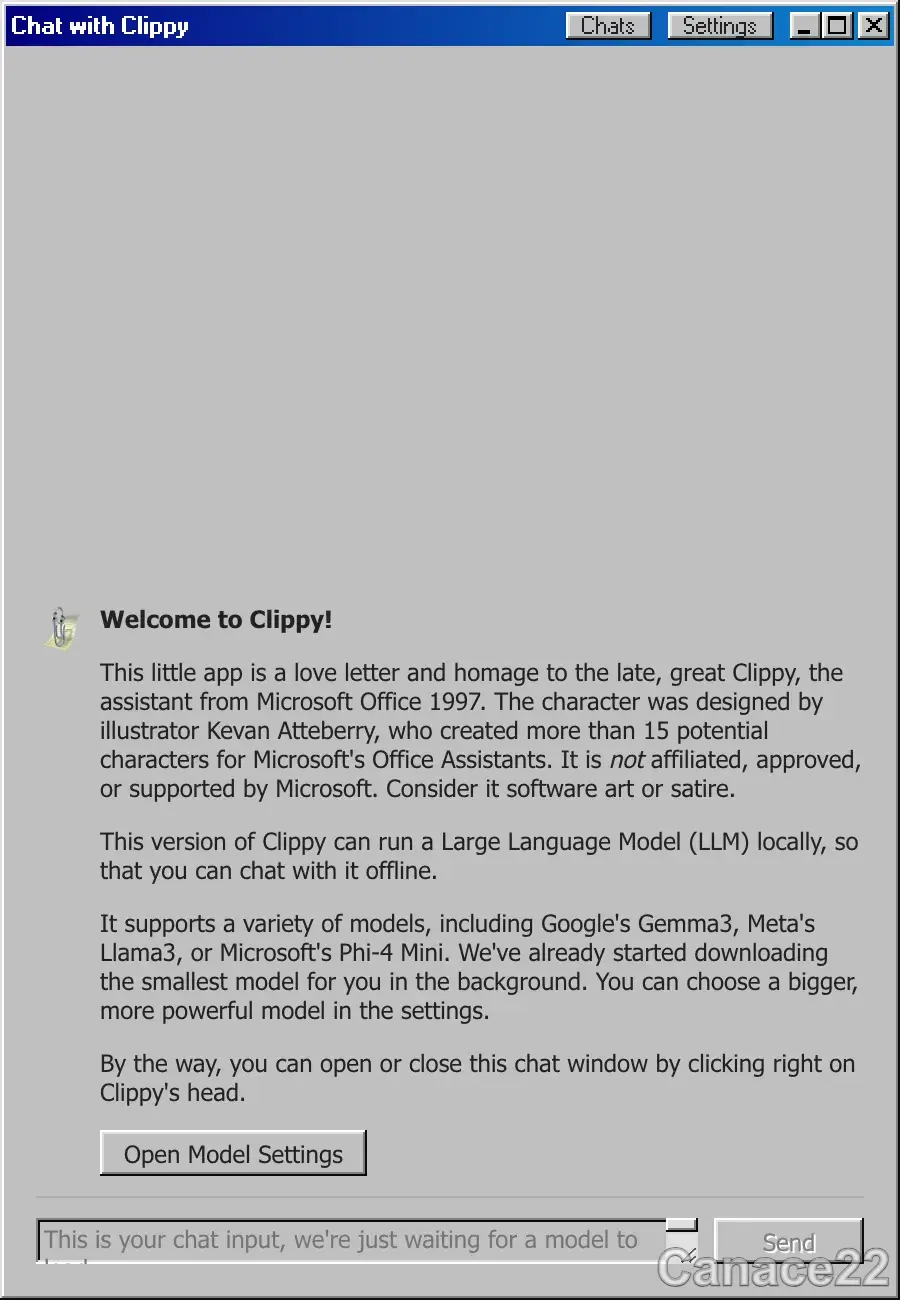 Chat with Clippy
Chats
Settings
Welcome to Clippy!
This little app is a love letter and homage to the late, great Clippy, the
assistant from Microsoft Office 1997. The character was designed by
illustrator Kevan Atteberry, who created more than 15 potential
characters for Microsoft's Office Assistants. It is not affiliated, approved,
or supported by Microsoft. Consider it software art or satire.
This version of Clippy can run a Large Language Model (LLM) locally, so
that you can chat with it offline.
It supports a variety of models, including Google's Gemma3, Meta's
Llama3, or Microsoft's Phi-4 Mini. We've already started downloading
the smallest model for you in the background. You can choose a bigger,
more powerful model in the settings.
By the way, you can open or close this chat window by clicking right on
Clippy's head.
Open Model Settings
This is your chat input, we're just waiting for a model to
Send
Canace22